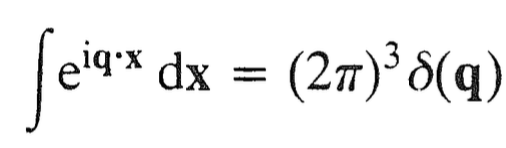 ∫e^{iq·x} dx = (2π)³ δ(q)